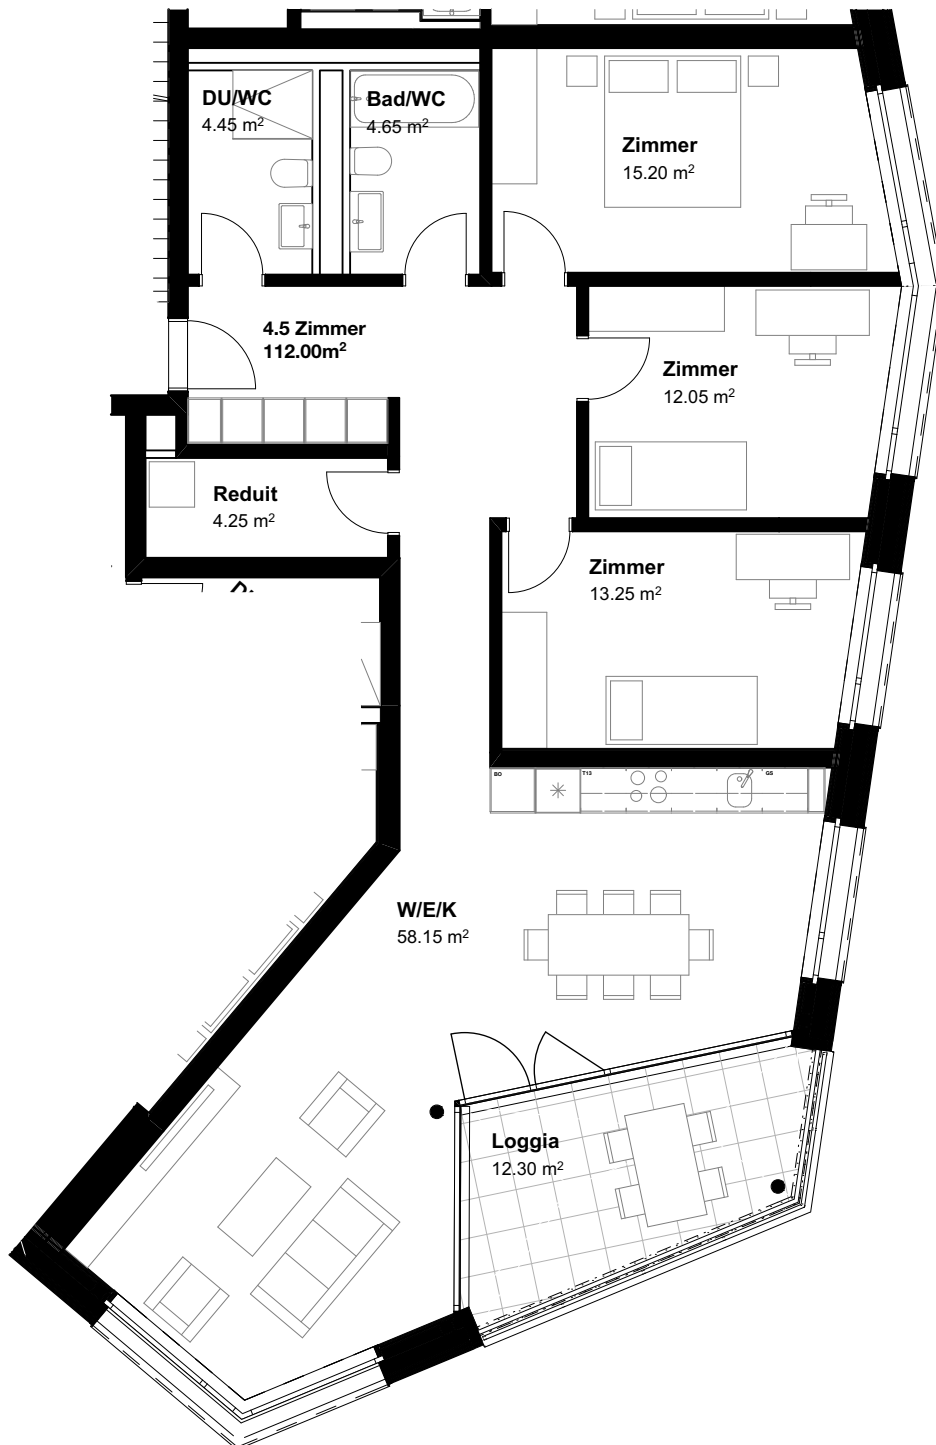 DU/WC
4.45 m²
Bad/WC
4.65 m²
Zimmer
15.20 m²
4.5 Zimmer
112.00m²
Zimmer
12.05 m²
Reduit
4.25 m²
Zimmer
13.25 m²
BO
T13
GS
W/E/K
58.15 m²
Loggia
12.30 m²